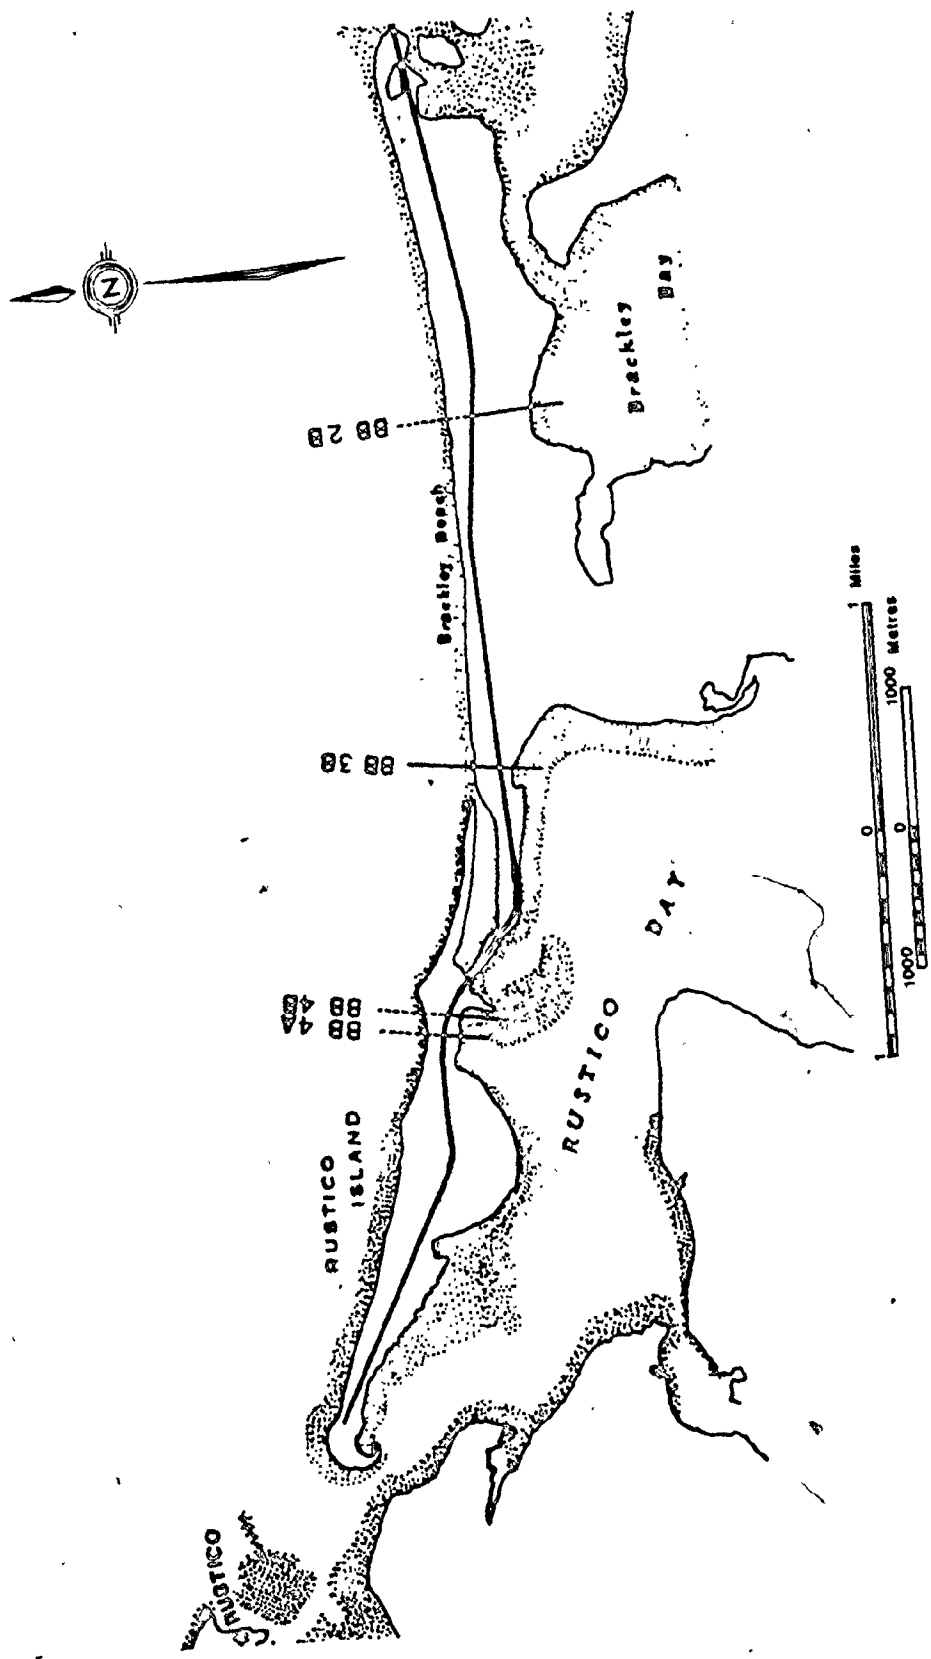 N
RUSTICO
RUSTICO
ISLAND
BB 4A
BB 4B
BB 3B
Brackley Beach
BB 2B
Brackley
Bay
RUSTICO BAY
1 0 1 Miles
1000 0 1000 Metres